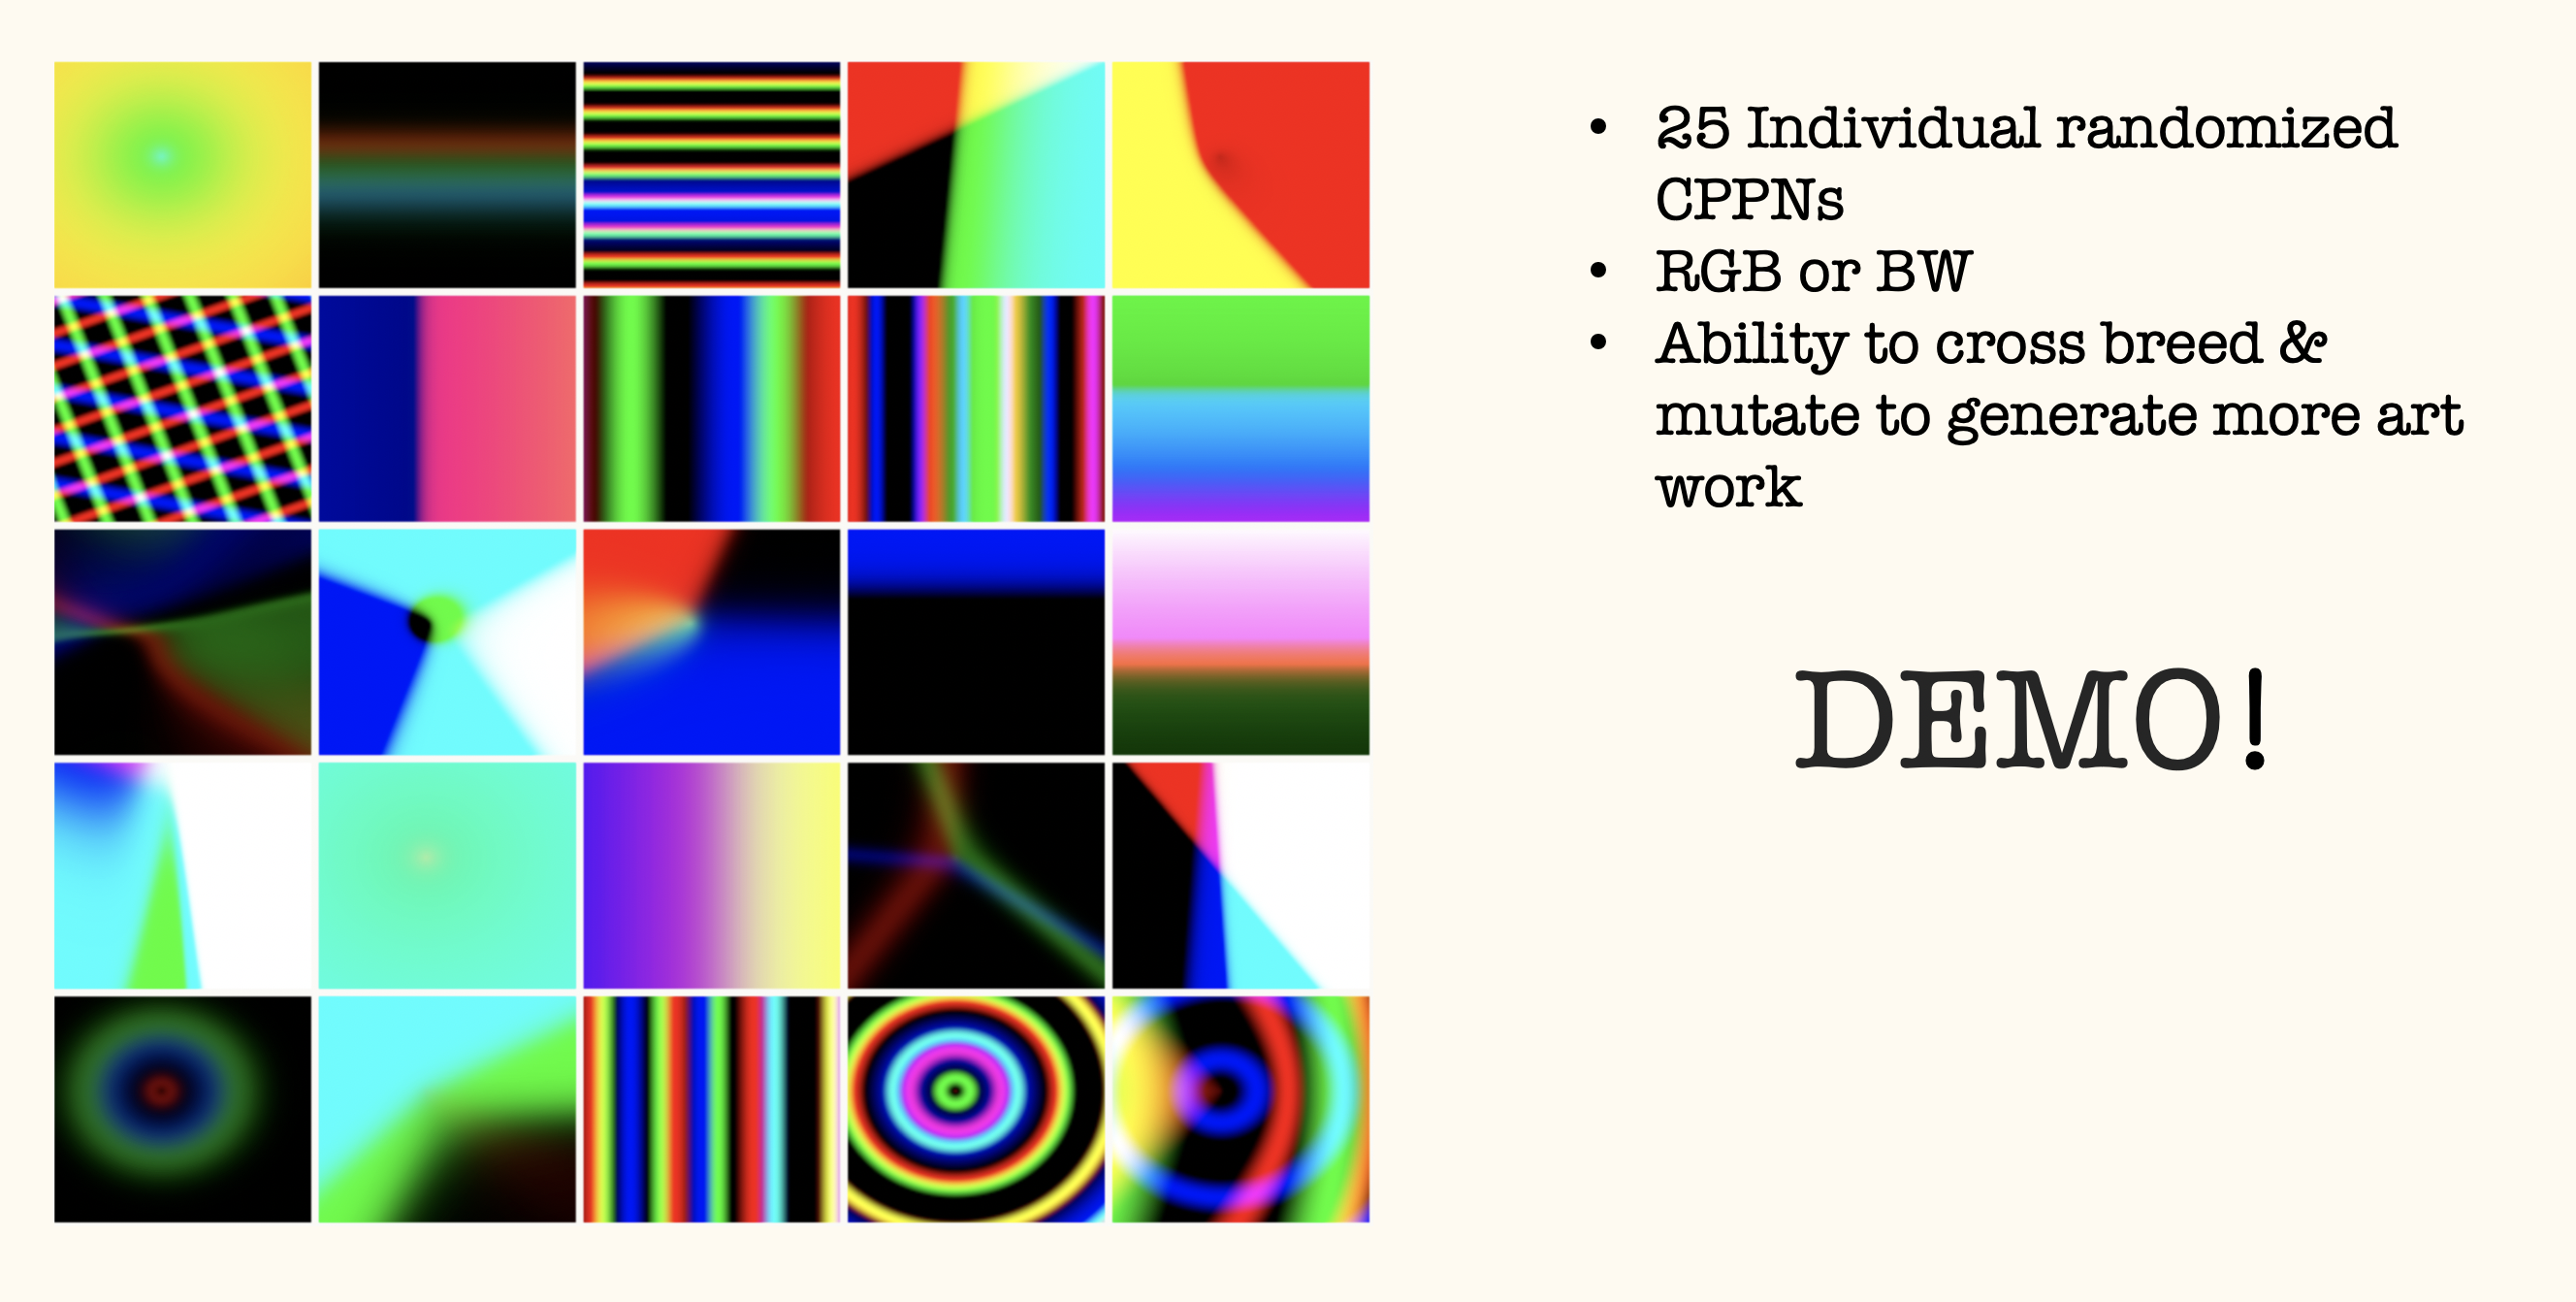 • 25 Individual randomized
CPPNs
• RGB or BW
• Ability to cross breed &
mutate to generate more art
work
DEMO!